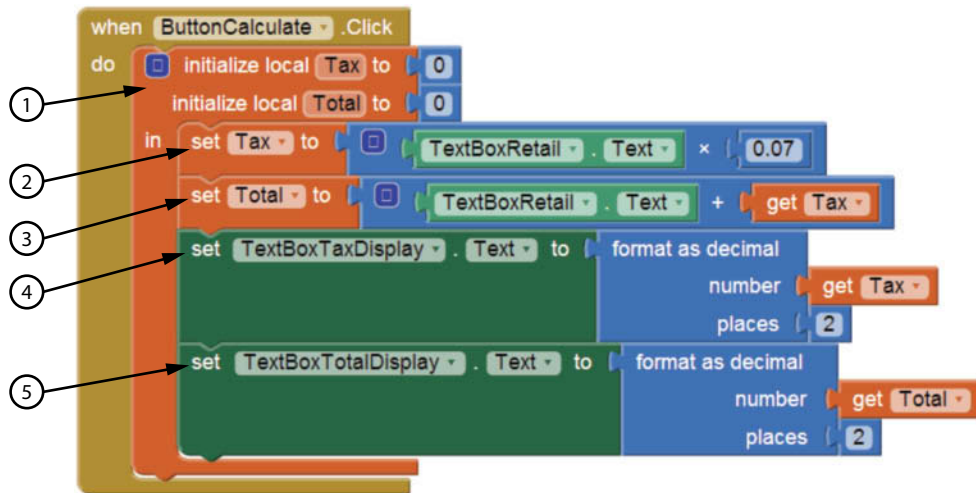 when ButtonCalculate .Click
do initialize local Tax to 0
1
initialize local Total to 0
in set Tax to TextBoxRetail . Text × 0.07
2
set Total to TextBoxRetail . Text + get Tax
3
set TextBoxTaxDisplay . Text to format as decimal
4
number get Tax
places 2
set TextBoxTotalDisplay . Text to format as decimal
5
number get Total
places 2